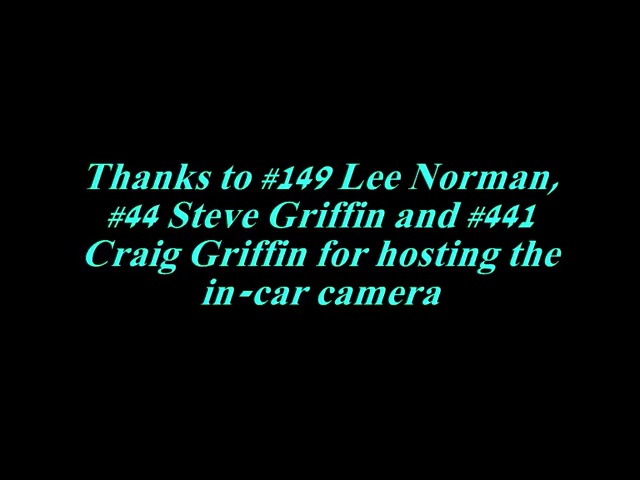 Thanks to #149 Lee Norman,
#44 Steve Griffin and #441
Craig Griffin for hosting the
in-car camera